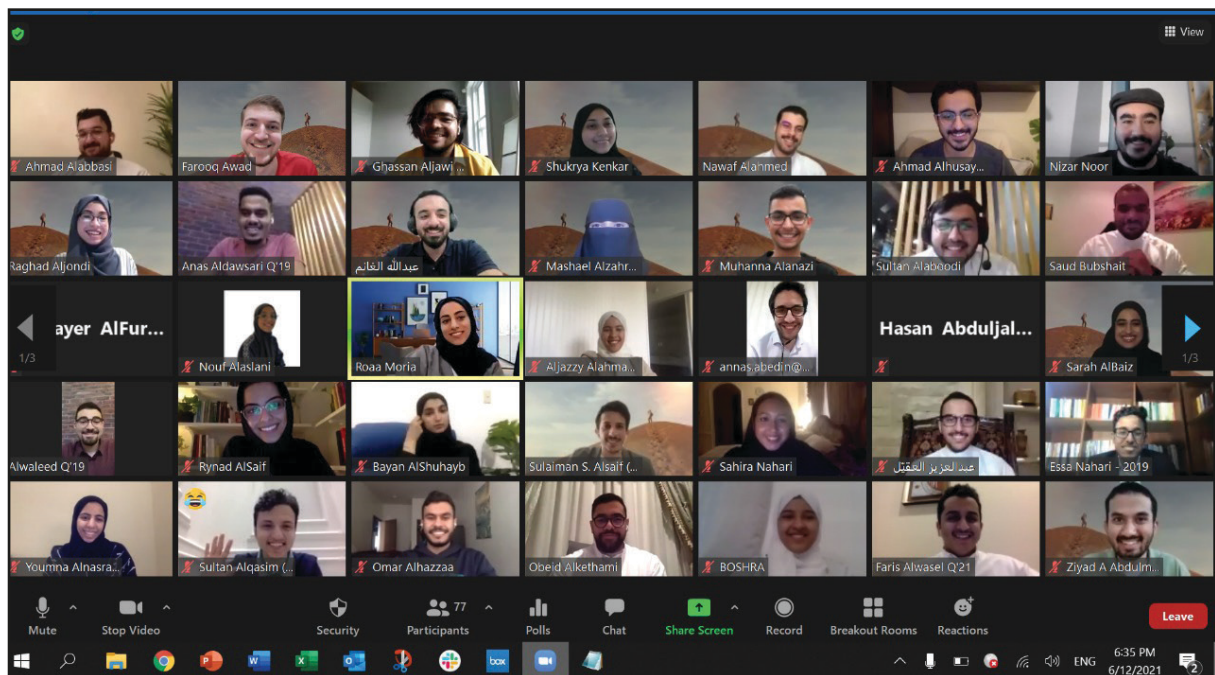 View
Ahmad Alabbasi
Farooq Awad
Ghassan Aljawi ...
Shukrya Kenkar
Nawaf Alahmed
Ahmad Alhusay...
Nizar Noor
Raghad Aljondi
Anas Aldawsari Q'19
عبدالله الغانم
Mashael Alzahr...
Muhanna Alanazi
Sultan Alaboodi
Saud Bubshait
ayer AlFur...
1/3
Nouf Alaslani
Roaa Moria
Aljazzy Alahma...
annas.abedin@...
Hasan Abduljal...
Sarah AlBaiz
1/3
Alwaleed Q'19
Rynad AlSaif
Bayan AlShuhayb
Sulaiman S. Alsaif (...
Sahira Nahari
عبدالعزيز العقيّل
Essa Nahari - 2019
Youmna Alnasra...
Sultan Alqasim (...
Omar Alhazzaa
Obeid Alkethami
BOSHRA
Faris Alwasel Q'21
Ziyad A Abdulm...
Mute
Stop Video
Security
77
Participants
Polls
Chat
Share Screen
Record
Breakout Rooms
Reactions
Leave
box
ENG
6:35 PM
6/12/2021
2